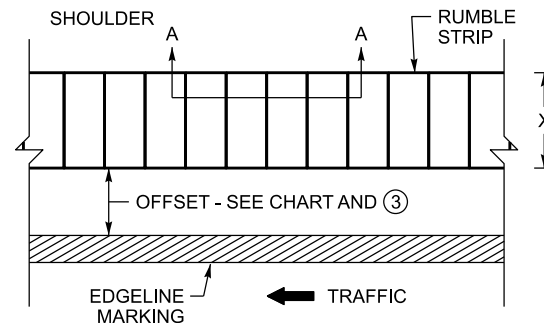 SHOULDER
RUMBLE
STRIP
A
A
X
OFFSET - SEE CHART AND ③
EDGELINE
MARKING
TRAFFIC